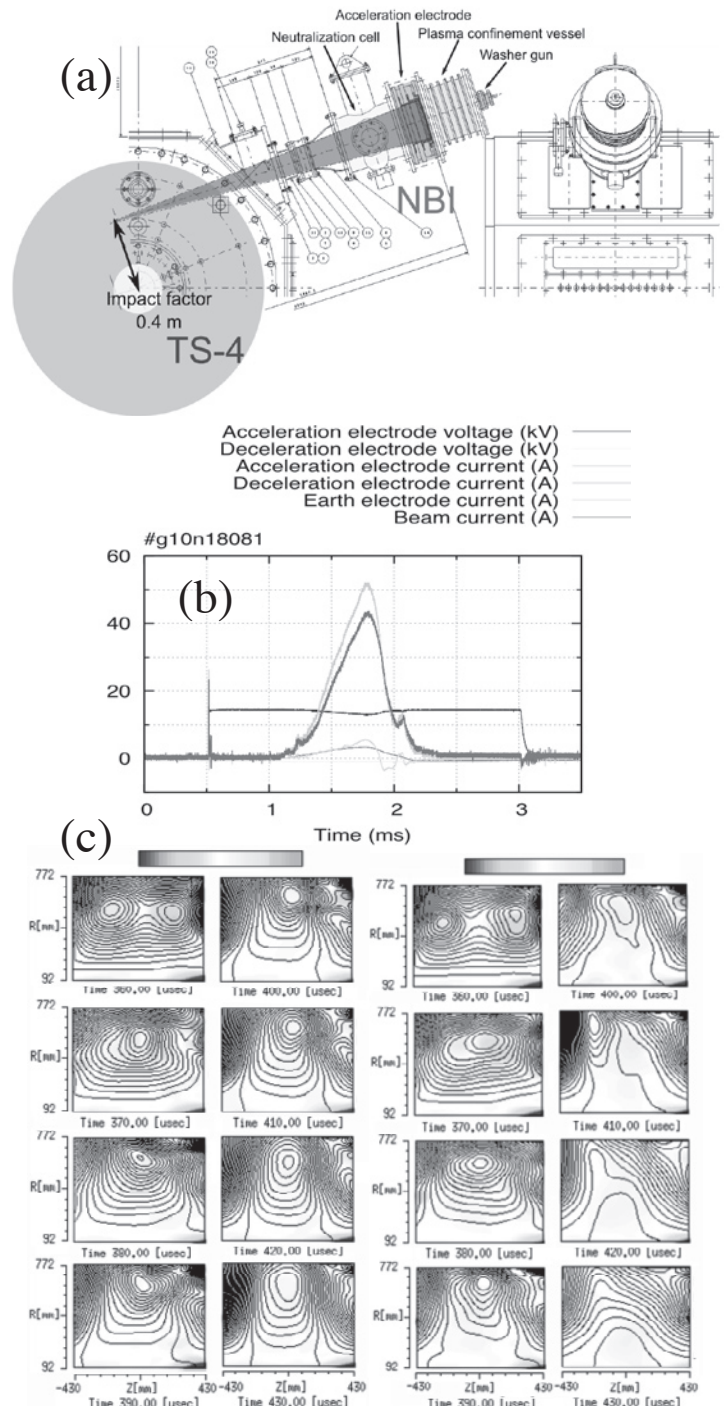 (a)
Acceleration electrode
Neutralization cell
Plasma confinement vessel
Washer gun
NBI
Impact factor
0.4 m
TS-4
Acceleration electrode voltage (kV)
Deceleration electrode voltage (kV)
Acceleration electrode current (A)
Deceleration electrode current (A)
Earth electrode current (A)
Beam current (A)
#g10n18081
(b)
60
40
20
0
0 1 2 3
Time (ms)
(c)
772 772
R[mm] R[mm]
92 92
Time 360.00 [usec] Time 400.00 [usec] Time 360.00 [usec] Time 400.00 [usec]
772 772
R[mm] R[mm]
92 92
Time 370.00 [usec] Time 410.00 [usec] Time 370.00 [usec] Time 410.00 [usec]
772 772
R[mm] R[mm]
92 92
Time 380.00 [usec] Time 420.00 [usec] Time 380.00 [usec] Time 420.00 [usec]
772 772
R[mm] R[mm]
92 92
-430 Z[mm] 430 -430 Z[mm] 430
Time 390.00 [usec] Time 430.00 [usec] Time 390.00 [usec] Time 430.00 [usec]